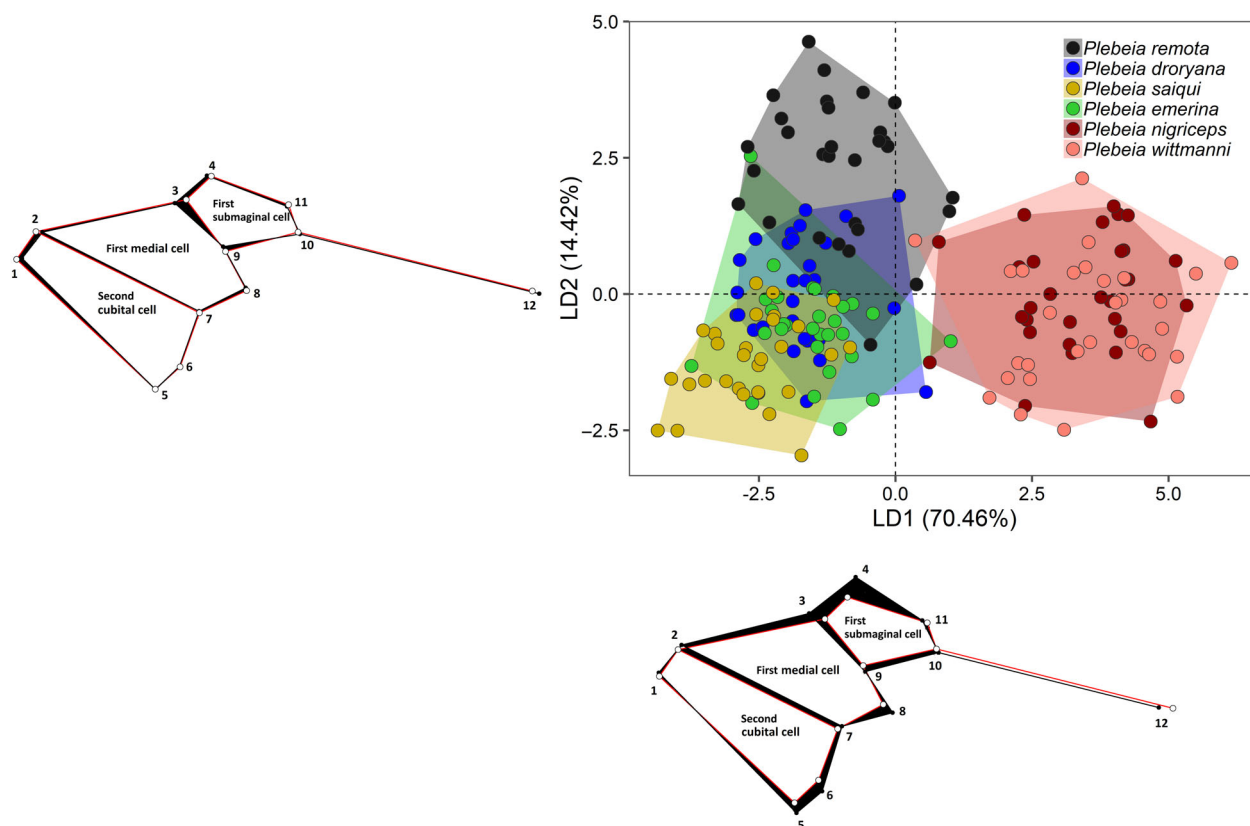 4
3
First
submaginal cell
11
2
First medial cell
10
9
1
Second
cubital cell
8
12
7
6
5
5.0
2.5
0.0
−2.5
LD2 (14.42%)
Plebeia remota
Plebeia droryana
Plebeia saiqui
Plebeia emerina
Plebeia nigriceps
Plebeia wittmanni
-2.5
0.0
2.5
5.0
LD1 (70.46%)
4
3
First
submaginal cell
11
2
First medial cell
10
9
1
8
Second
cubital cell
12
7
6
5